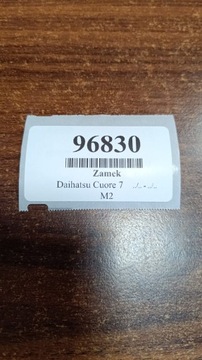 96830
Zamek
Daihatsu Cuore 7 ./. - ./.
M2